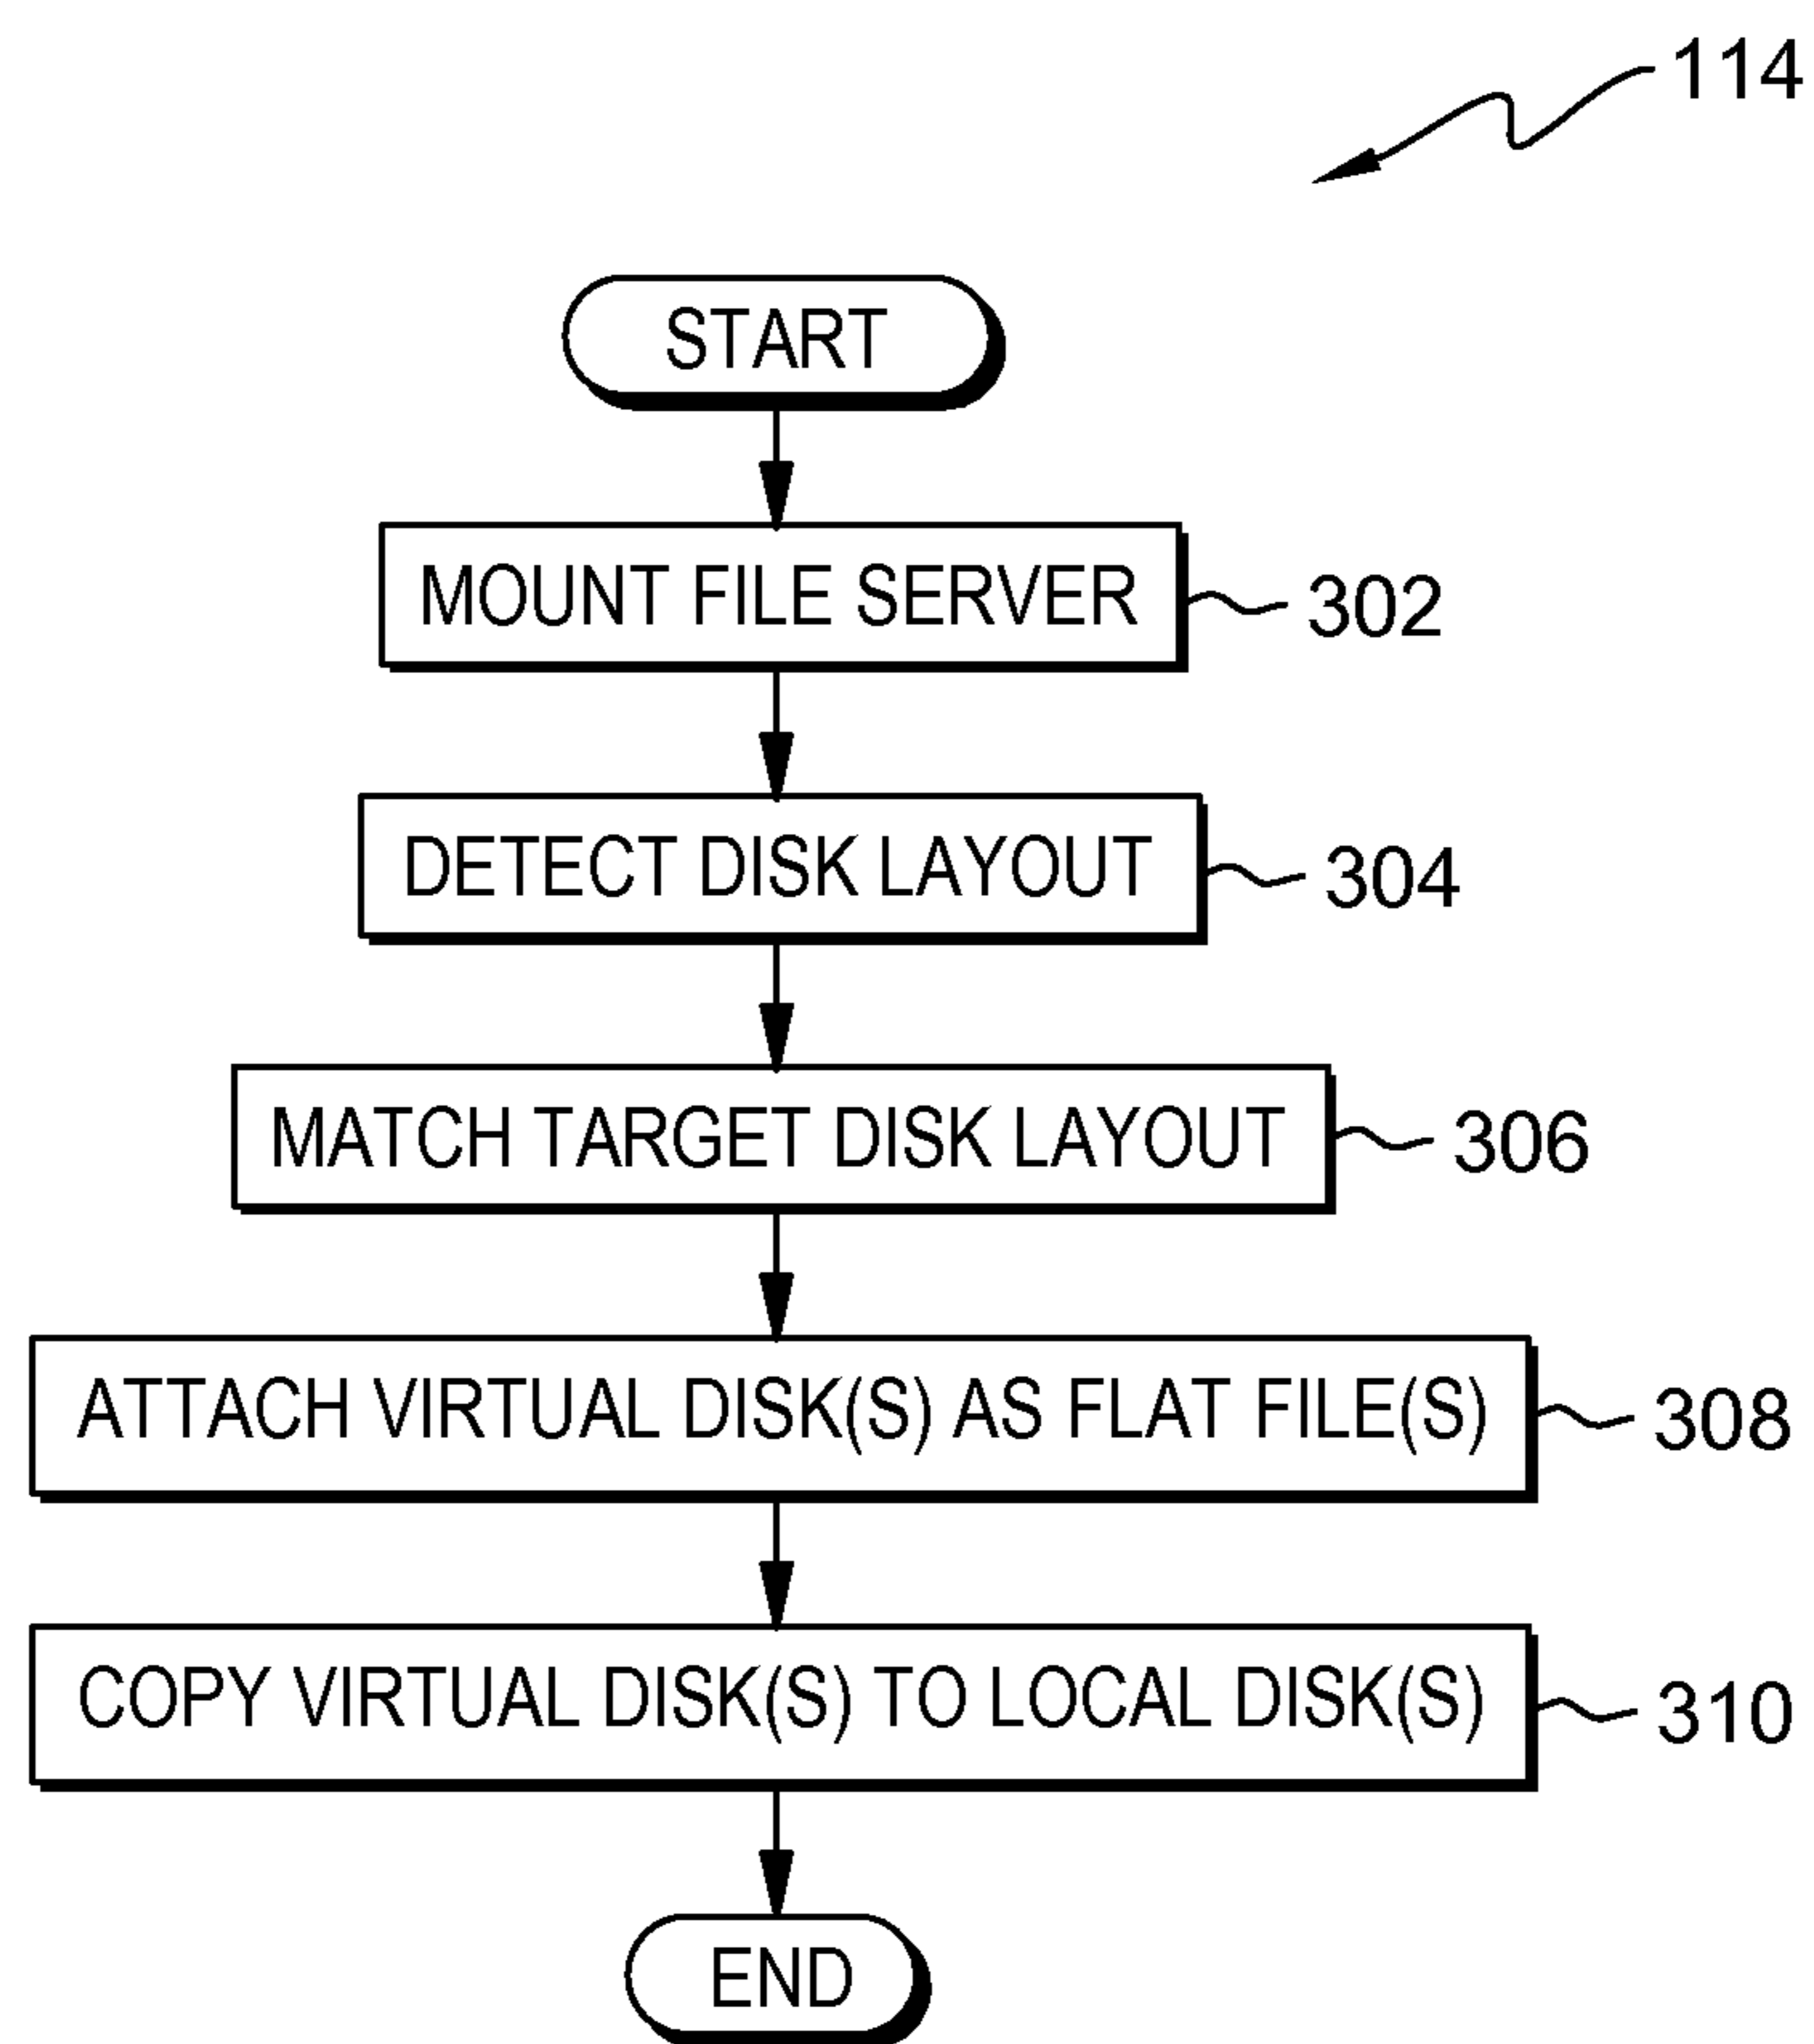 114
START
MOUNT FILE SERVER
302
DETECT DISK LAYOUT
304
MATCH TARGET DISK LAYOUT
306
ATTACH VIRTUAL DISK(S) AS FLAT FILE(S)
308
COPY VIRTUAL DISK(S) TO LOCAL DISK(S)
310
END